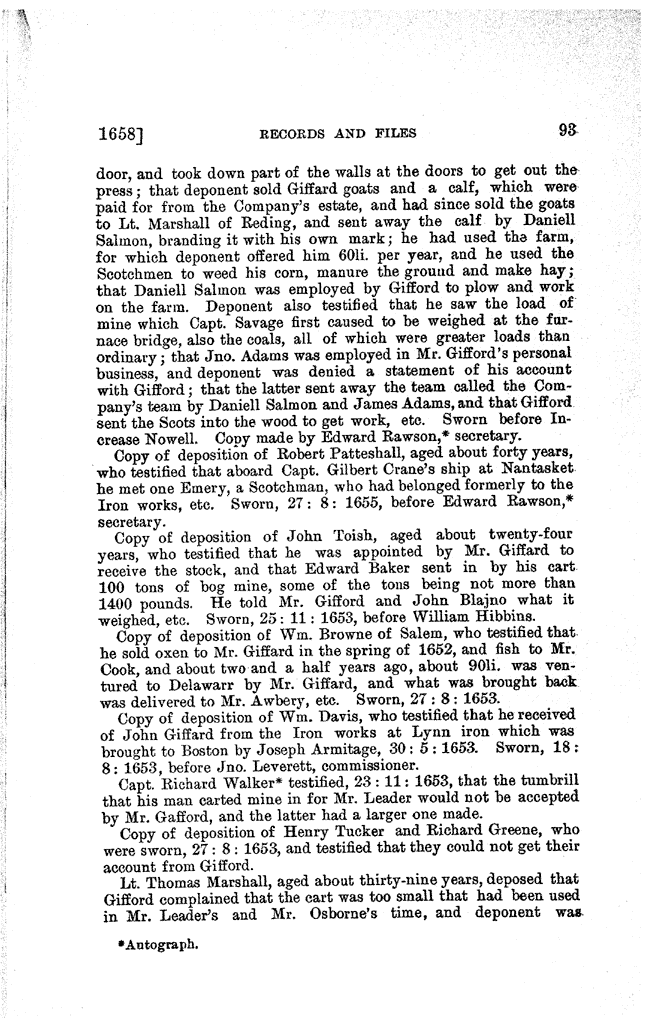 1658] RECORDS AND FILES 93
door, and took down part of the walls at the doors to get out the
press; that deponent sold Giffard goats and a calf, which were
paid for from the Company's estate, and had since sold the goats
to Lt. Marshall of Reding, and sent away the calf by Daniell
Salmon, branding it with his own mark; he had used the farm,
for which deponent offered him 60li. per year, and he used the
Scotchmen to weed his corn, manure the ground and make hay;
that Daniell Salmon was employed by Gifford to plow and work
on the farm. Deponent also testified that he saw the load of
mine which Capt. Savage first caused to be weighed at the fur-
nace bridge, also the coals, all of which were greater loads than
ordinary; that Jno. Adams was employed in Mr. Gifford's personal
business, and deponent was denied a statement of his account
with Gifford; that the latter sent away the team called the Com-
pany's team by Daniell Salmon and James Adams, and that Gifford
sent the Scots into the wood to get work, etc. Sworn before In-
crease Nowell. Copy made by Edward Rawson,* secretary.
Copy of deposition of Robert Patteshall, aged about forty years,
who testified that aboard Capt. Gilbert Crane's ship at Nantasket
he met one Emery, a Scotchman, who had belonged formerly to the
Iron works, etc. Sworn, 27: 8: 1655, before Edward Rawson,*
secretary.
Copy of deposition of John Toish, aged about twenty-four
years, who testified that he was appointed by Mr. Giffard to
receive the stock, and that Edward Baker sent in by his cart
100 tons of bog mine, some of the tons being not more than
1400 pounds. He told Mr. Gifford and John Blajno what it
weighed, etc. Sworn, 25: 11: 1653, before William Hibbins.
Copy of deposition of Wm. Browne of Salem, who testified that
he sold oxen to Mr. Giffard in the spring of 1652, and fish to Mr.
Cook, and about two and a half years ago, about 90li. was ven-
tured to Delawarr by Mr. Giffard, and what was brought back
was delivered to Mr. Awbery, etc. Sworn, 27: 8: 1653.
Copy of deposition of Wm. Davis, who testified that he received
of John Giffard from the Iron works at Lynn iron which was
brought to Boston by Joseph Armitage, 30: 5: 1653. Sworn, 18:
8: 1653, before Jno. Leverett, commissioner.
Capt. Richard Walker* testified, 23: 11: 1653, that the tumbrill
that his man carted mine in for Mr. Leader would not be accepted
by Mr. Gafford, and the latter had a larger one made.
Copy of deposition of Henry Tucker and Richard Greene, who
were sworn, 27: 8: 1653, and testified that they could not get their
account from Gifford.
Lt. Thomas Marshall, aged about thirty-nine years, deposed that
Gifford complained that the cart was too small that had been used
in Mr. Leader's and Mr. Osborne's time, and deponent was
*Autograph.